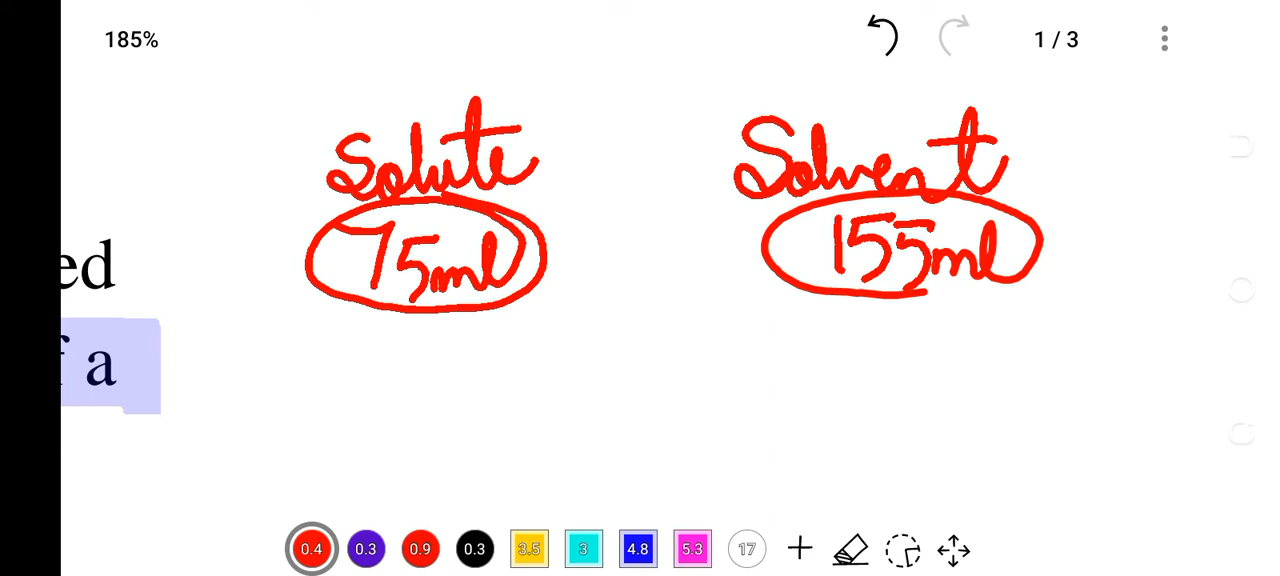 185% 1 / 3
Solute Solvent
75ml 155ml
ed
f a
0.4 0.3 0.9 0.3 3.5 3 4.8 5.3 17